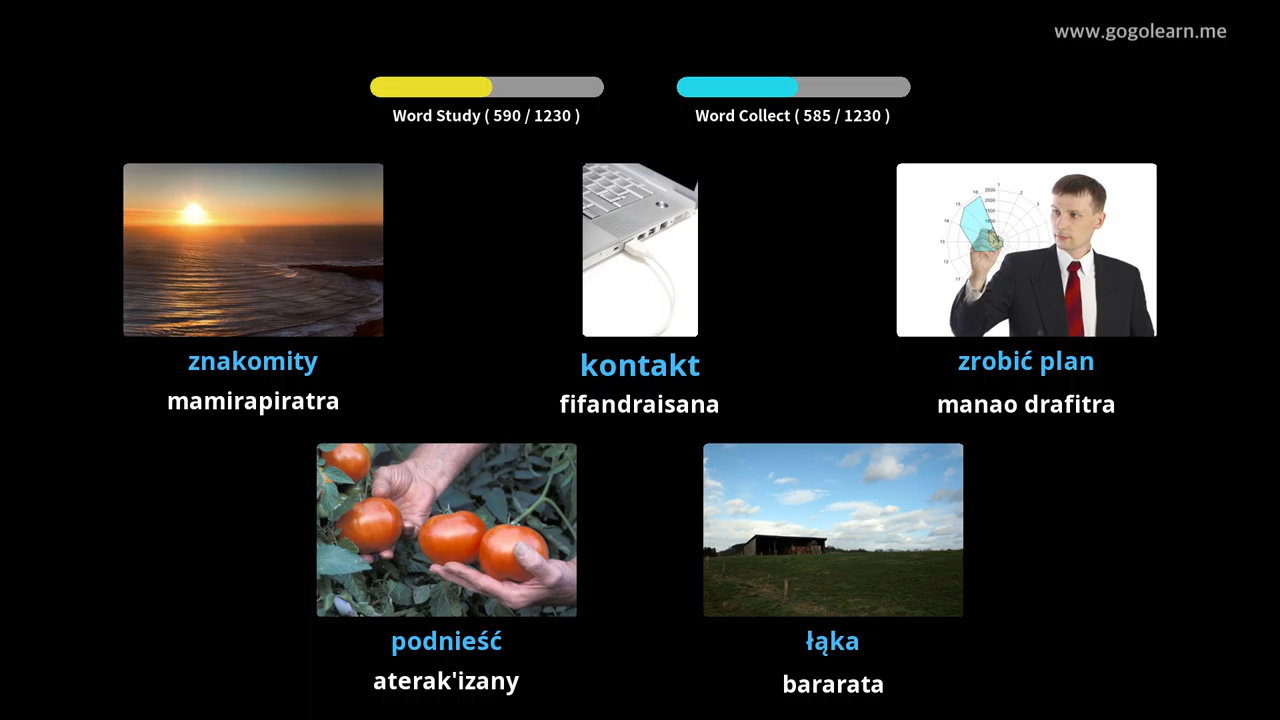 www.gogolearn.me
Word Study ( 590 / 1230 )
Word Collect ( 585 / 1230 )
znakomity
mamirapiratra
kontakt
fifandraisana
zrobić plan
manao drafitra
podnieść
aterak'izany
łąka
bararata